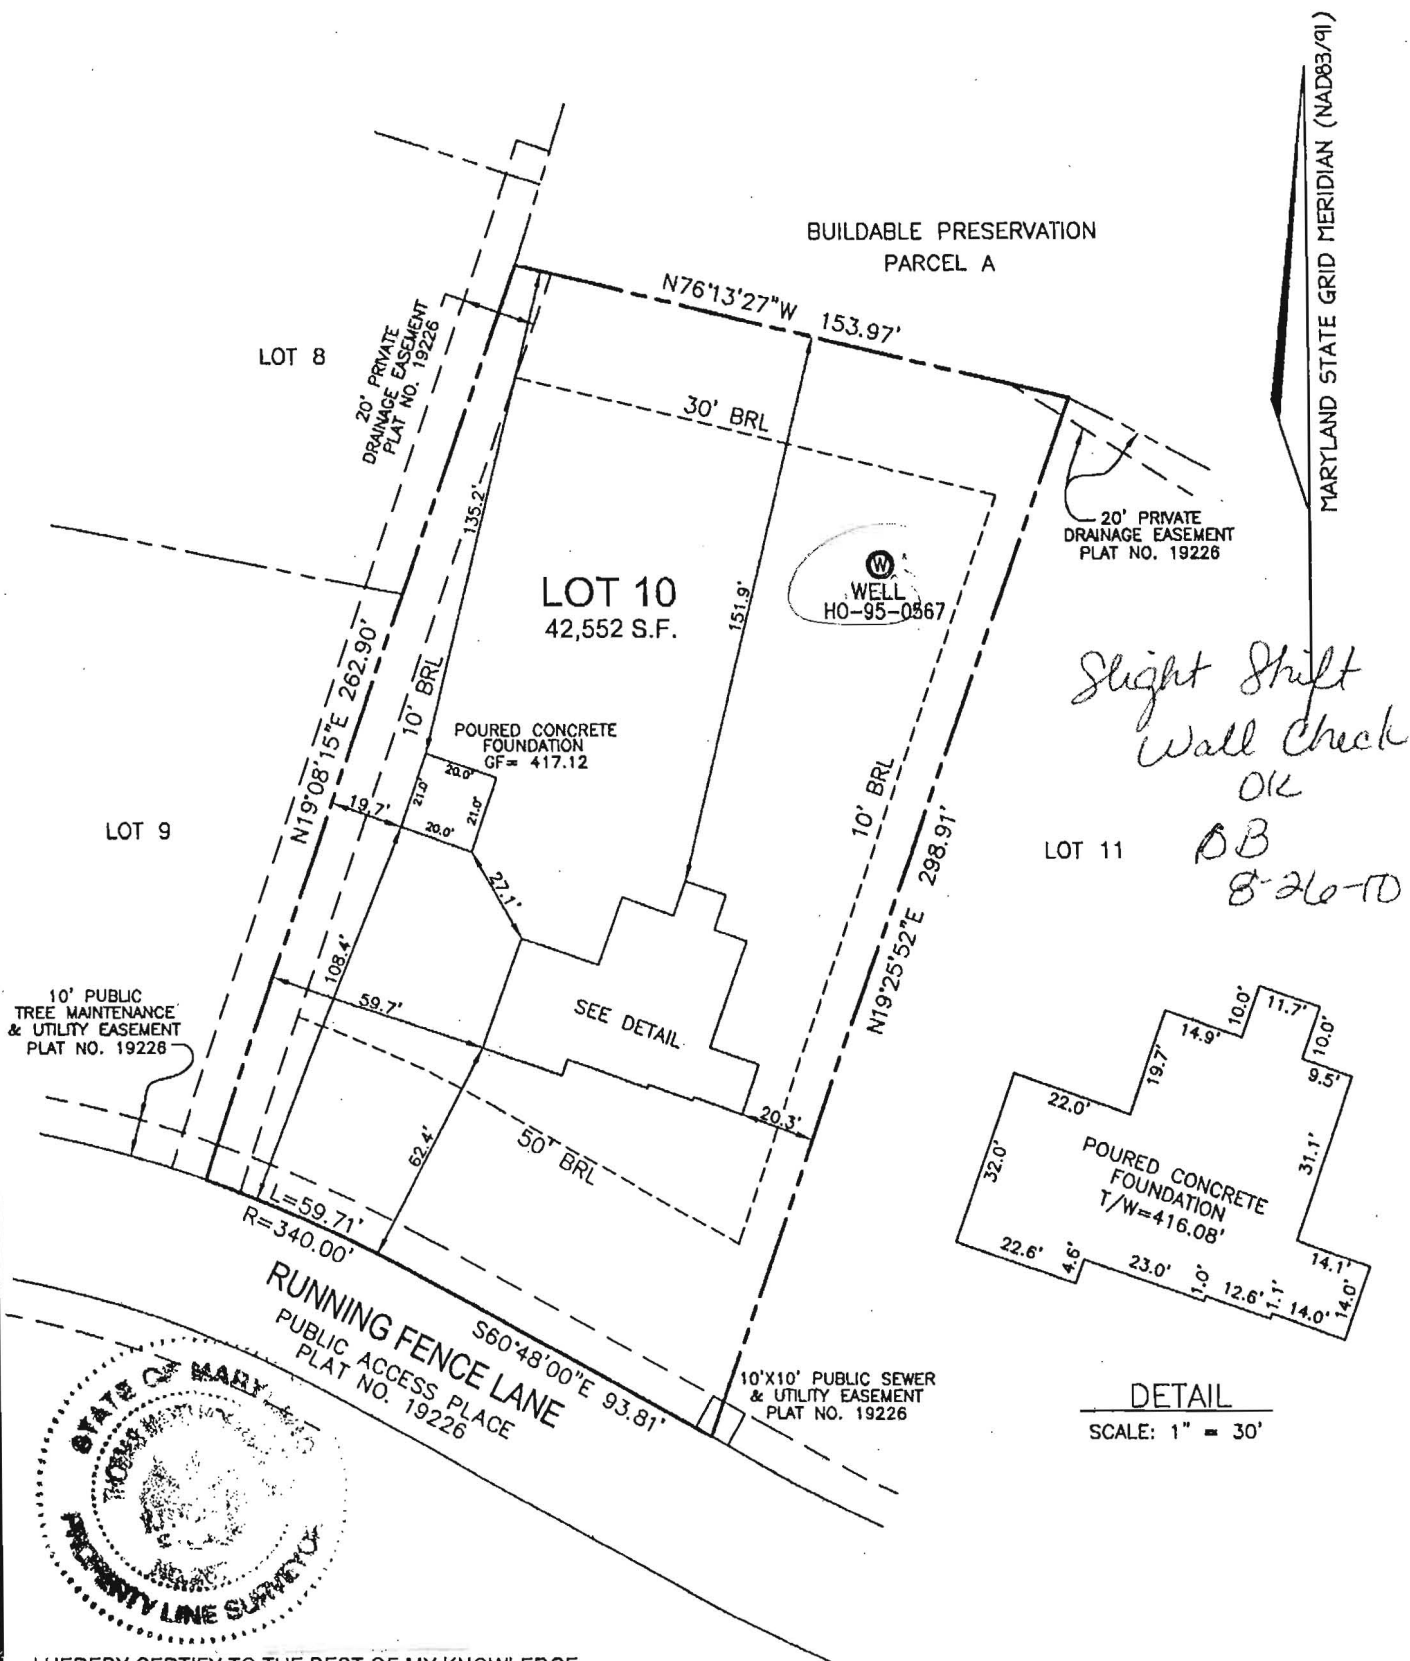 MARYLAND STATE GRID MERIDIAN (NAD83/91)
BUILDABLE PRESERVATION
PARCEL A
N76°13'27"W 153.97'
LOT 8
20' PRIVATE
DRAINAGE EASEMENT
PLAT NO. 19226
30' BRL
135.2'
20' PRIVATE
DRAINAGE EASEMENT
PLAT NO. 19226
W
WELL
HO-95-0567
LOT 10
42,552 S.F.
151.9'
N19°08'15"E 262.90'
10' BRL
Slight Shift
Wall Check
OK
BB
8-26-10
POURED CONCRETE
FOUNDATION
GF= 417.12
20.0'
21.0'
21.0'
20.0'
19.7'
10' BRL
LOT 9
LOT 11
27.1'
N19°25'52"E 298.91'
108.4'
10' PUBLIC
TREE MAINTENANCE
& UTILITY EASEMENT
PLAT NO. 19226
59.7'
SEE DETAIL
20.3'
62.4'
50' BRL
L=59.71'
R=340.00'
11.7'
10.0'
10.0'
14.9'
9.5'
19.7'
22.0'
32.0'
31.1'
POURED CONCRETE
FOUNDATION
T/W=416.08'
22.6'
4.6'
23.0'
1.0'
12.6'
1.1'
14.0'
14.0'
14.1'
RUNNING FENCE LANE
PUBLIC ACCESS PLACE
PLAT NO. 19226
S60°48'00"E 93.81'
10'X10' PUBLIC SEWER
& UTILITY EASEMENT
PLAT NO. 19226
DETAIL
SCALE: 1" = 30'
STATE OF MARY
PROPERTY LINE SURVEYOR
I HEREBY CERTIFY TO THE BEST OF MY KNOWLEDGE